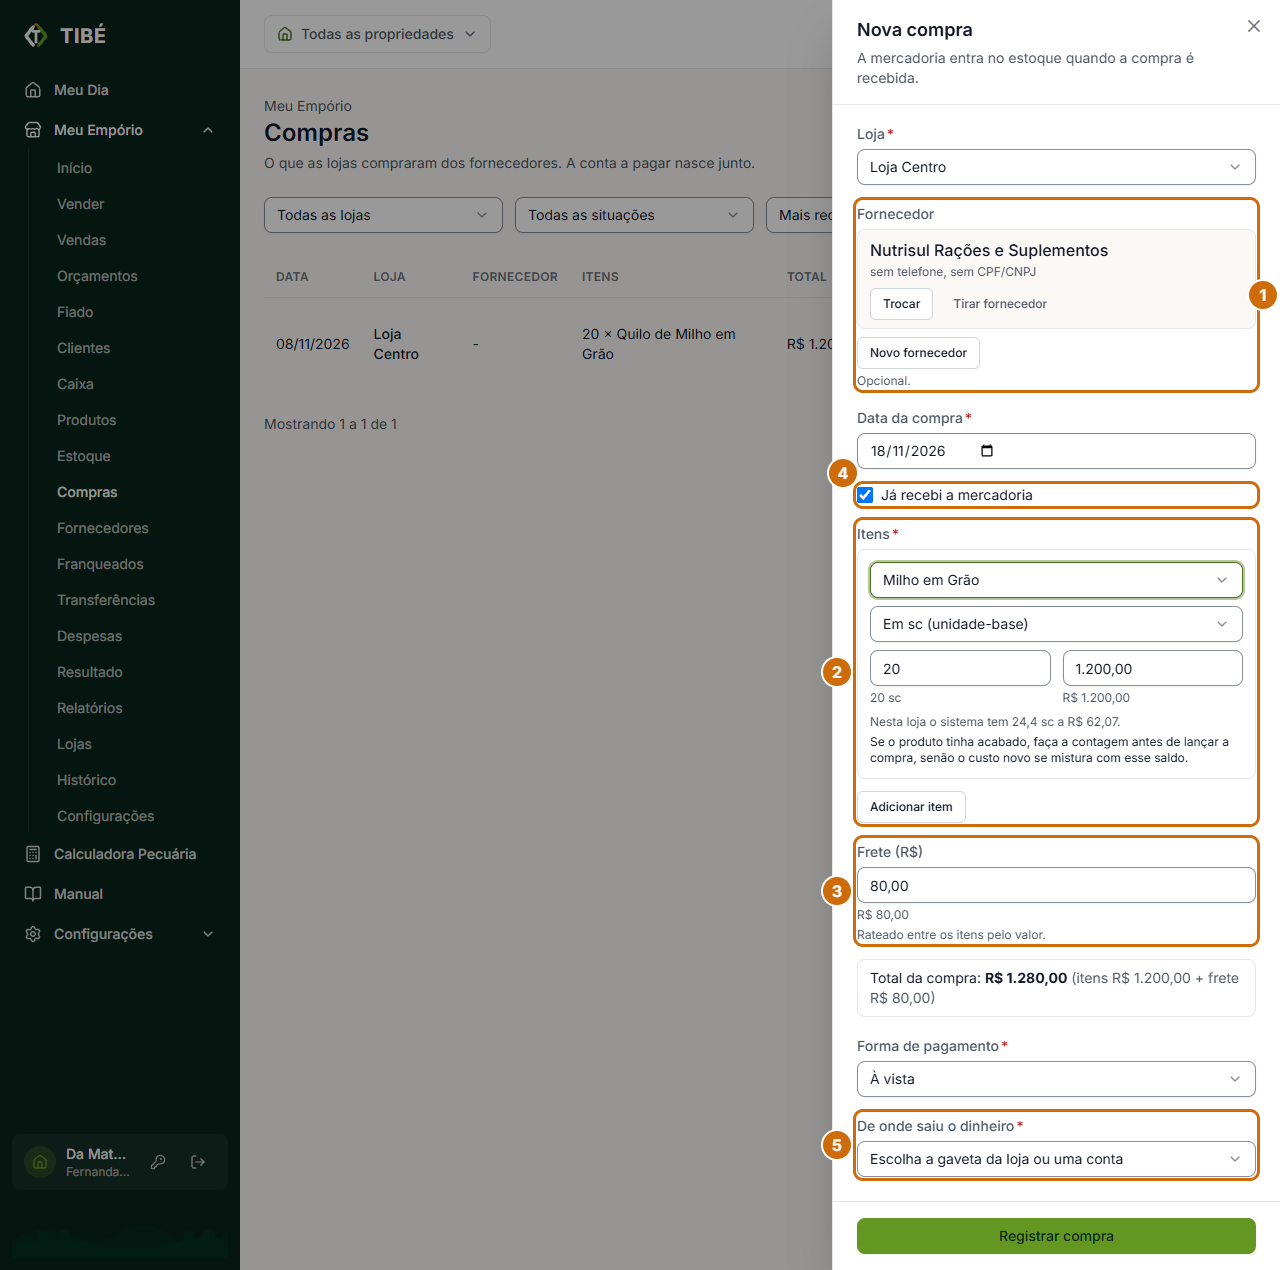 TIBÉ
Meu Dia
Meu Empório
Início
Vender
Vendas
Orçamentos
Fiado
Clientes
Caixa
Produtos
Estoque
Compras
Fornecedores
Franqueados
Transferências
Despesas
Resultado
Relatórios
Lojas
Histórico
Configurações
Calculadora Pecuária
Manual
Configurações
Da Mat...
Fernanda...
Todas as propriedades
Meu Empório
Compras
O que as lojas compraram dos fornecedores. A conta a pagar nasce junto.
Todas as lojas
Todas as situações
Mais rec
DATA LOJA FORNECEDOR ITENS TOTAL
08/11/2026 Loja Centro - 20 × Quilo de Milho em Grão R$ 1.20
Mostrando 1 a 1 de 1
Nova compra
A mercadoria entra no estoque quando a compra é
recebida.
Loja*
Loja Centro
Fornecedor
Nutrisul Rações e Suplementos
sem telefone, sem CPF/CNPJ
1
Trocar Tirar fornecedor
Novo fornecedor
Opcional.
Data da compra*
18/11/2026
4
Já recebi a mercadoria
Itens*
Milho em Grão
Em sc (unidade-base)
2
20 1.200,00
20 sc R$ 1.200,00
Nesta loja o sistema tem 24,4 sc a R$ 62,07.
Se o produto tinha acabado, faça a contagem antes de lançar a
compra, senão o custo novo se mistura com esse saldo.
Adicionar item
Frete (R$)
3
80,00
R$ 80,00
Rateado entre os itens pelo valor.
Total da compra: R$ 1.280,00 (itens R$ 1.200,00 + frete
R$ 80,00)
Forma de pagamento*
À vista
De onde saiu o dinheiro*
5
Escolha a gaveta da loja ou uma conta
Registrar compra